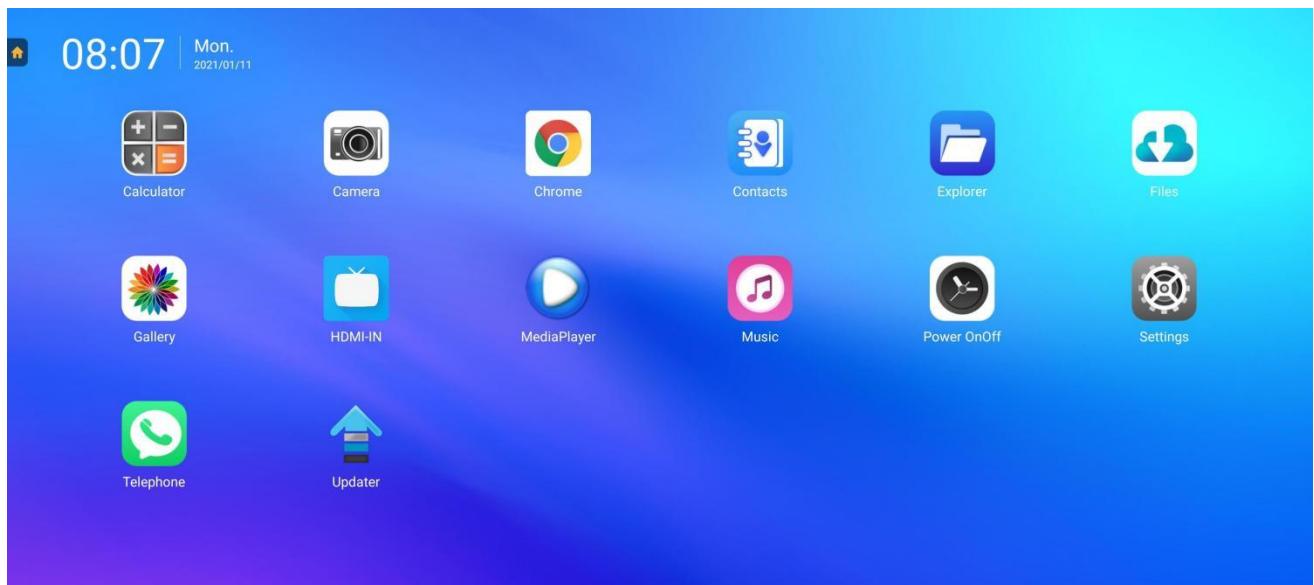 08:07
Mon.
2021/01/11
Calculator
Camera
Chrome
Contacts
Explorer
Files
Gallery
HDMI-IN
MediaPlayer
Music
Power OnOff
Settings
Telephone
Updater